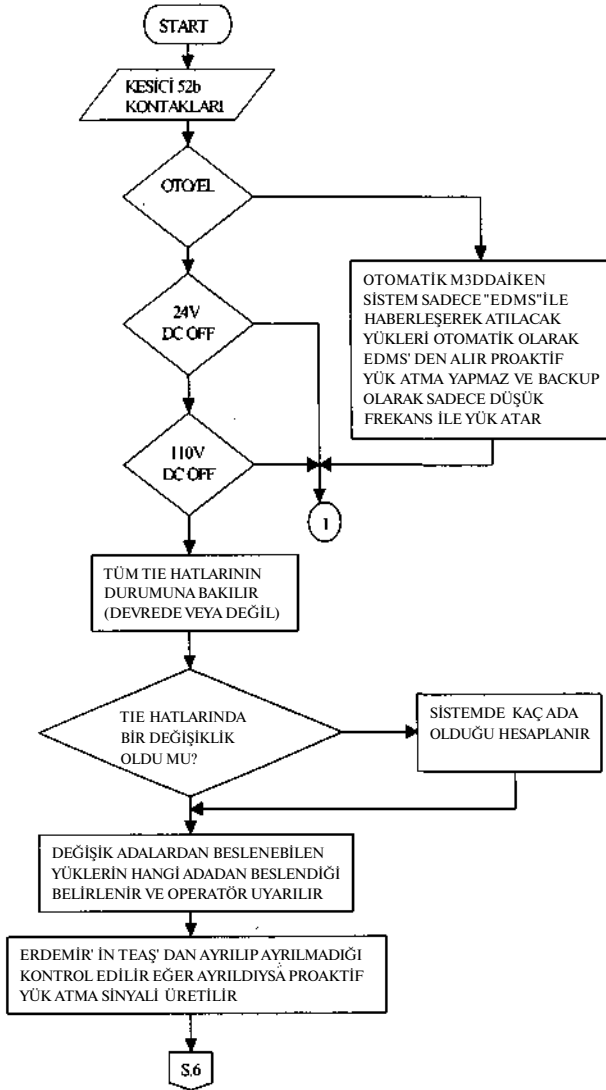 START
KESİCİ 52b
KONTAKLARI
OTO/EL
OTOMATİK M3DDAİKEN
SİSTEM SADECE "EDMS"İLE
HABERLEŞEREK ATILACAK
YÜKLERİ OTOMATİK OLARAK
EDMS' DEN ALIR PROAKTİF
YÜK ATMA YAPMAZ VE BACKUP
OLARAK SADECE DÜŞÜK
FREKANS İLE YÜK ATAR
24V
DC OFF
110V
DC OFF
1
TÜM TIE HATLARININ
DURUMUNA BAKILIR
(DEVREDE VEYA DEĞİL)
TIE HATLARINDA
BİR DEĞİŞİKLİK
OLDU MU?
SİSTEMDE KAÇ ADA
OLDUĞU HESAPLANIR
DEĞİŞİK ADALARDAN BESLENEBİLEN
YÜKLERİN HANGİ ADADAN BESLENDİĞİ
BELİRLENİR VE OPERATÖR UYARILIR
ERDEMİR' İN TEAŞ' DAN AYRILIP AYRILMADIĞI
KONTROL EDİLİR EĞER AYRILDIYSA PROAKTİF
YÜK ATMA SİNYALİ ÜRETİLİR
S.6